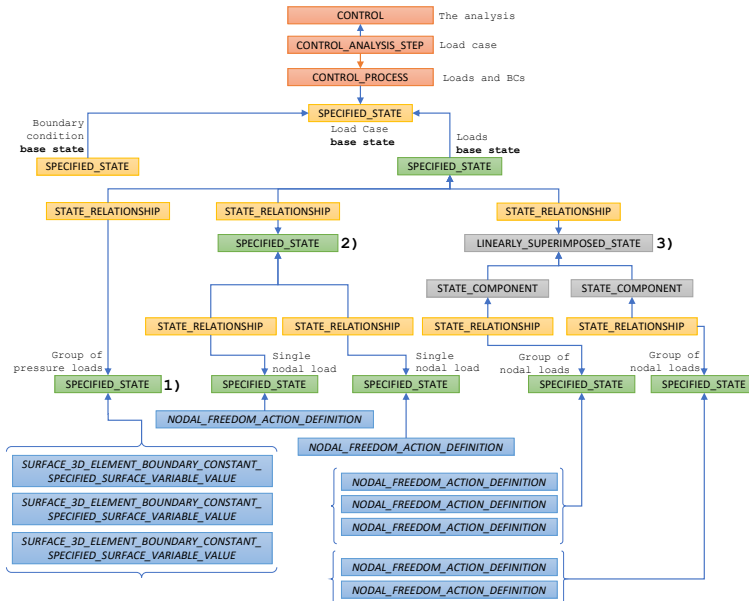 CONTROL
The analysis
CONTROL_ANALYSIS_STEP
Load case
CONTROL_PROCESS
Loads and BCs
SPECIFIED_STATE
Load Case
base state
Boundary
condition
base state
SPECIFIED_STATE
Loads
base state
SPECIFIED_STATE
STATE_RELATIONSHIP
STATE_RELATIONSHIP
STATE_RELATIONSHIP
SPECIFIED_STATE
2)
LINEARLY_SUPERIMPOSED_STATE
3)
STATE_COMPONENT
STATE_COMPONENT
STATE_RELATIONSHIP
STATE_RELATIONSHIP
STATE_RELATIONSHIP
STATE_RELATIONSHIP
Group of
pressure loads
SPECIFIED_STATE
1)
Single
nodal load
SPECIFIED_STATE
Single
nodal load
SPECIFIED_STATE
Group of
nodal loads
SPECIFIED_STATE
Group of
nodal loads
SPECIFIED_STATE
NODAL_FREEDOM_ACTION_DEFINITION
NODAL_FREEDOM_ACTION_DEFINITION
SURFACE_3D_ELEMENT_BOUNDARY_CONSTANT_
SPECIFIED_SURFACE_VARIABLE_VALUE
SURFACE_3D_ELEMENT_BOUNDARY_CONSTANT_
SPECIFIED_SURFACE_VARIABLE_VALUE
SURFACE_3D_ELEMENT_BOUNDARY_CONSTANT_
SPECIFIED_SURFACE_VARIABLE_VALUE
NODAL_FREEDOM_ACTION_DEFINITION
NODAL_FREEDOM_ACTION_DEFINITION
NODAL_FREEDOM_ACTION_DEFINITION
NODAL_FREEDOM_ACTION_DEFINITION
NODAL_FREEDOM_ACTION_DEFINITION